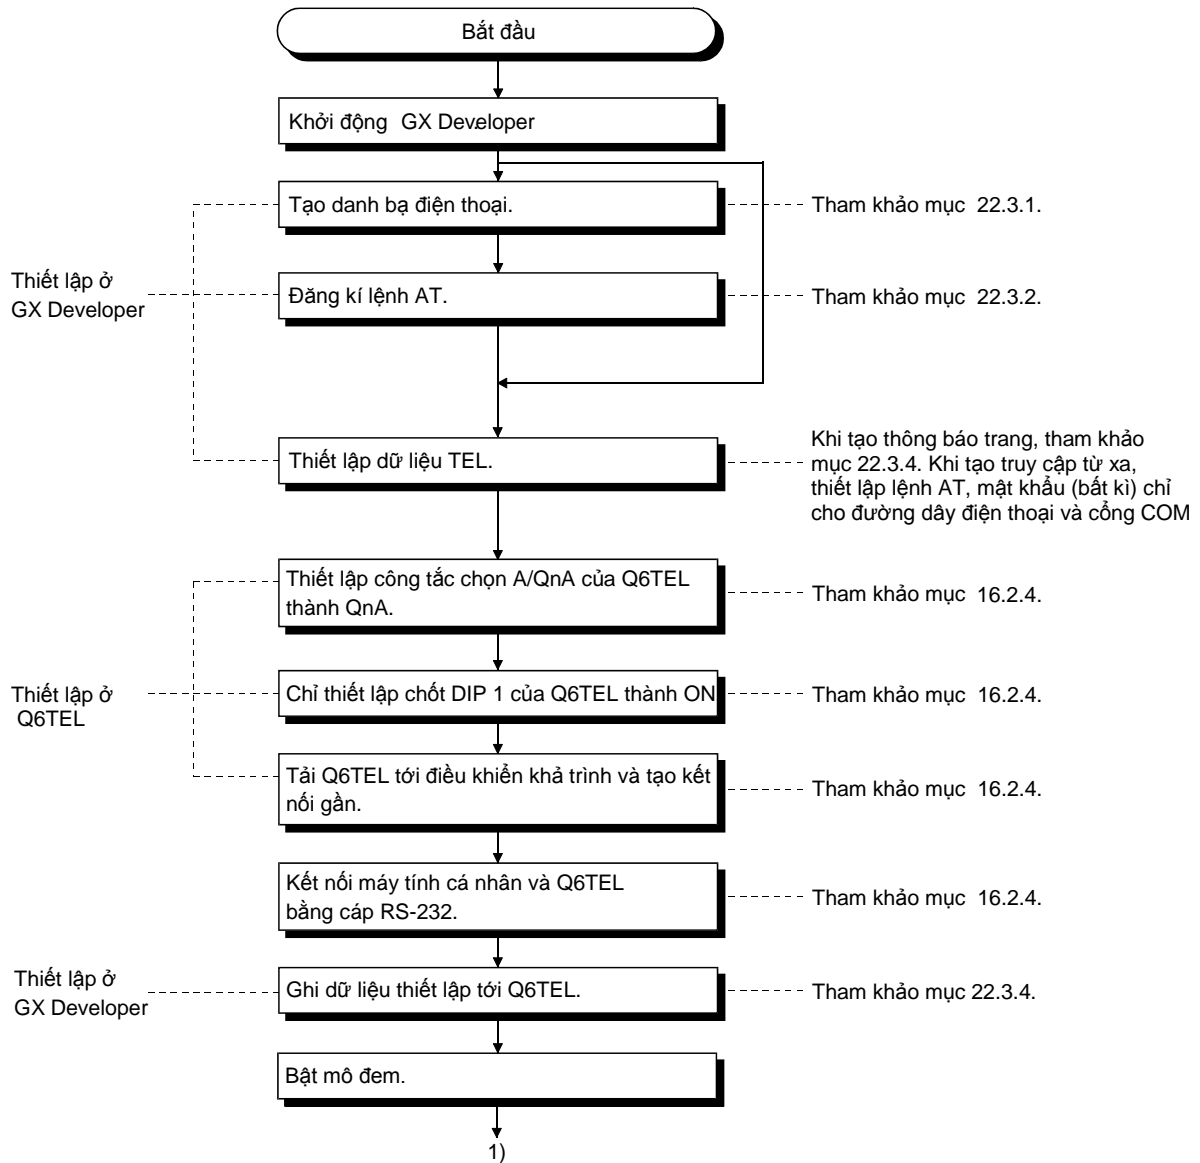 Bắt đầu
Khởi động GX Developer
Tạo danh bạ điện thoại.
Tham khảo mục 22.3.1.
Thiết lập ở
GX Developer
Đăng kí lệnh AT.
Tham khảo mục 22.3.2.
Thiết lập dữ liệu TEL.
Khi tạo thông báo trang, tham khảo
mục 22.3.4. Khi tạo truy cập từ xa,
thiết lập lệnh AT, mật khẩu (bất kì) chỉ
cho đường dây điện thoại và cổng COM
Thiết lập công tắc chọn A/QnA của Q6TEL
thành QnA.
Tham khảo mục 16.2.4.
Thiết lập ở
Q6TEL
Chỉ thiết lập chốt DIP 1 của Q6TEL thành ON
Tham khảo mục 16.2.4.
Tải Q6TEL tới điều khiển khả trình và tạo kết
nối gần.
Tham khảo mục 16.2.4.
Kết nối máy tính cá nhân và Q6TEL
bằng cáp RS-232.
Tham khảo mục 16.2.4.
Thiết lập ở
GX Developer
Ghi dữ liệu thiết lập tới Q6TEL.
Tham khảo mục 22.3.4.
Bật mô đem.
1)